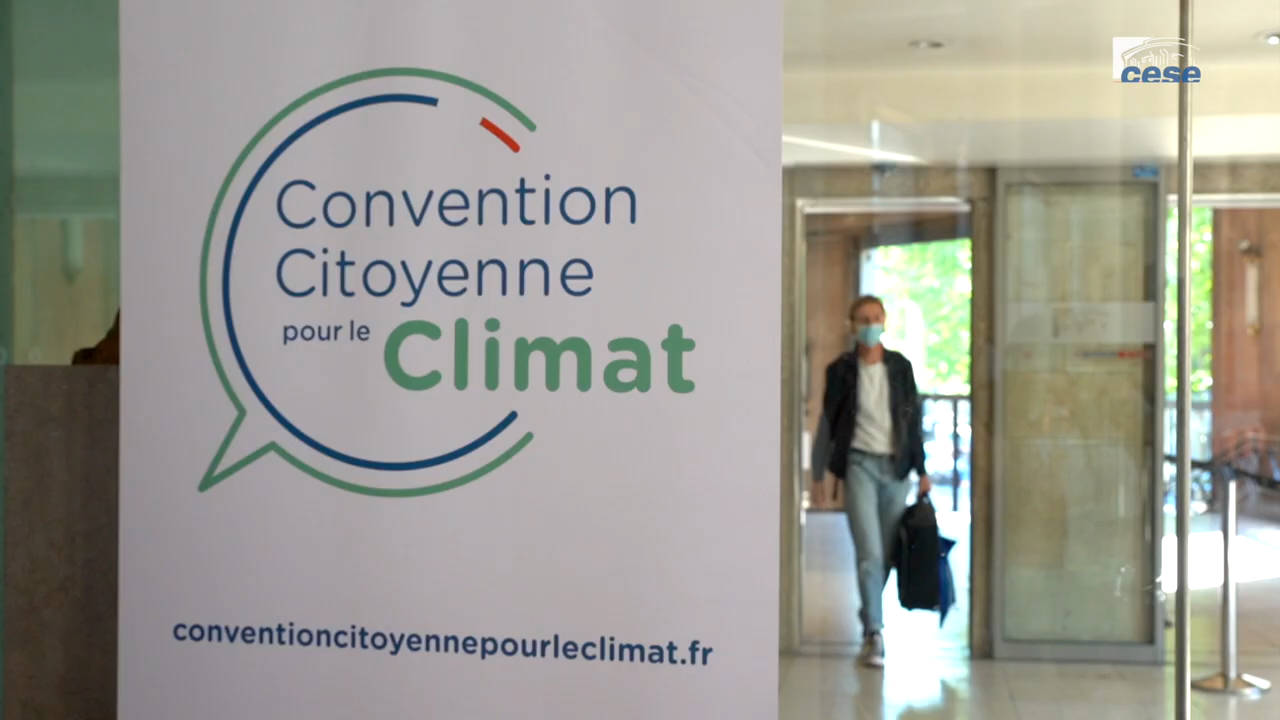 cese
Convention
Citoyenne
pour le Climat
conventioncitoyennepourleclimat.fr